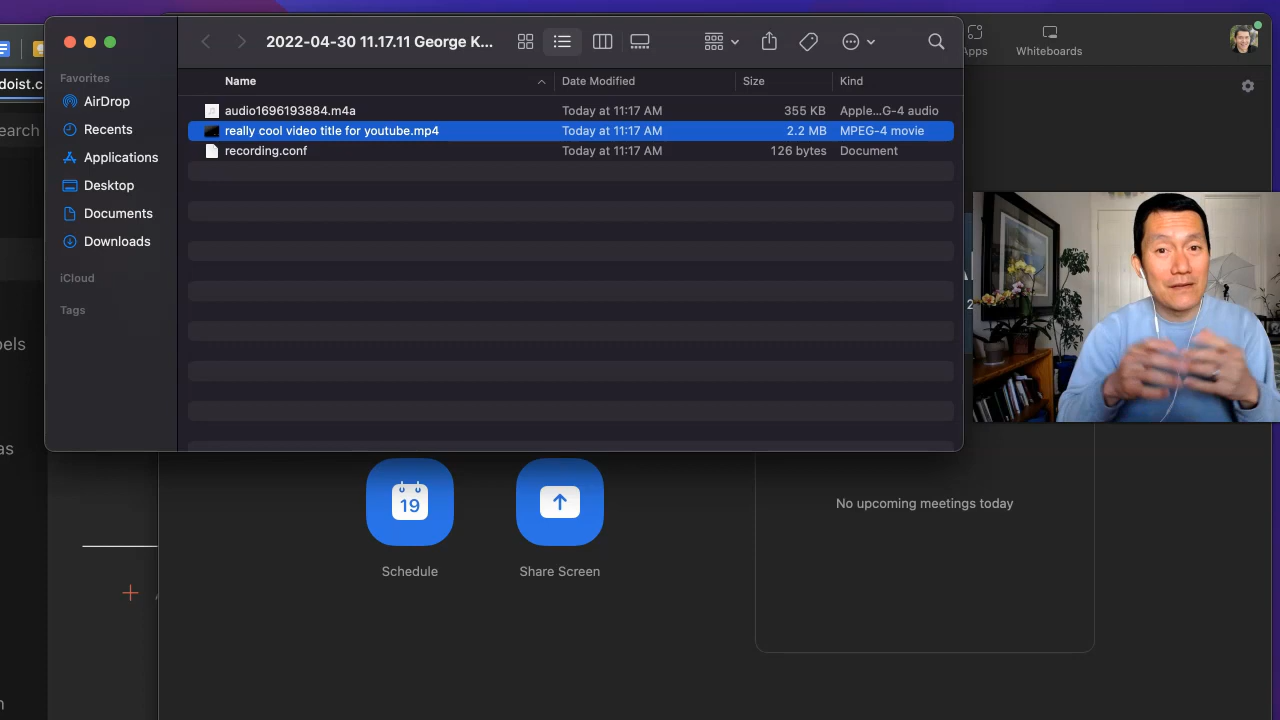 2022-04-30 11.17.11 George K...
Apps
Whiteboards
doist.c
earch
Favorites
AirDrop
Recents
Applications
Desktop
Documents
Downloads
iCloud
Tags
Name Date Modified Size Kind
audio1696193884.m4a Today at 11:17 AM 355 KB Apple...G-4 audio
really cool video title for youtube.mp4 Today at 11:17 AM 2.2 MB MPEG-4 movie
recording.conf Today at 11:17 AM 126 bytes Document
2
bels
as
19
Schedule
Share Screen
No upcoming meetings today